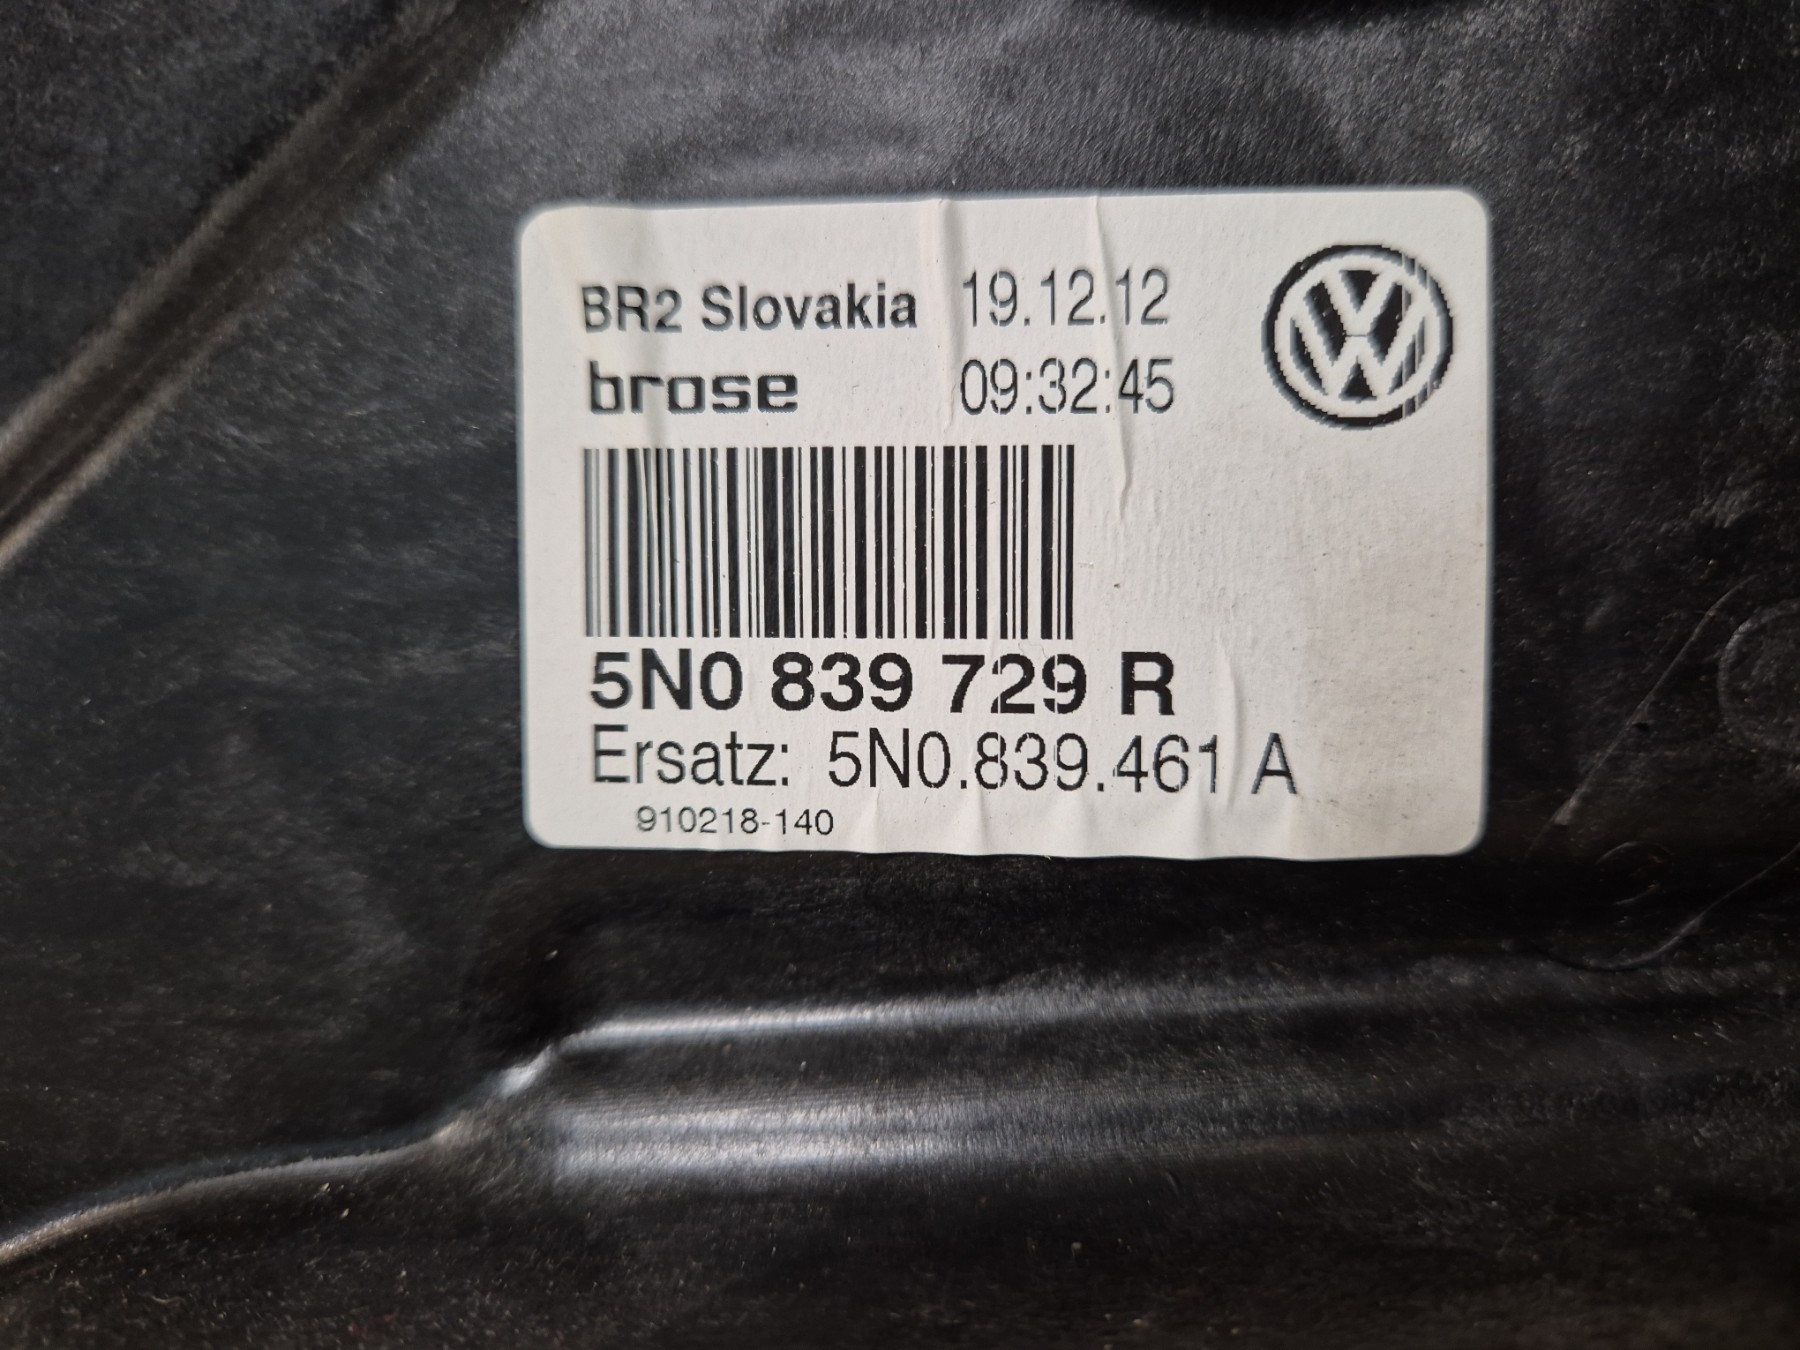 BR2 Slovakia 19.12.12
brose 09:32:45
5N0 839 729 R
Ersatz: 5N0.839.461 A
910218-140